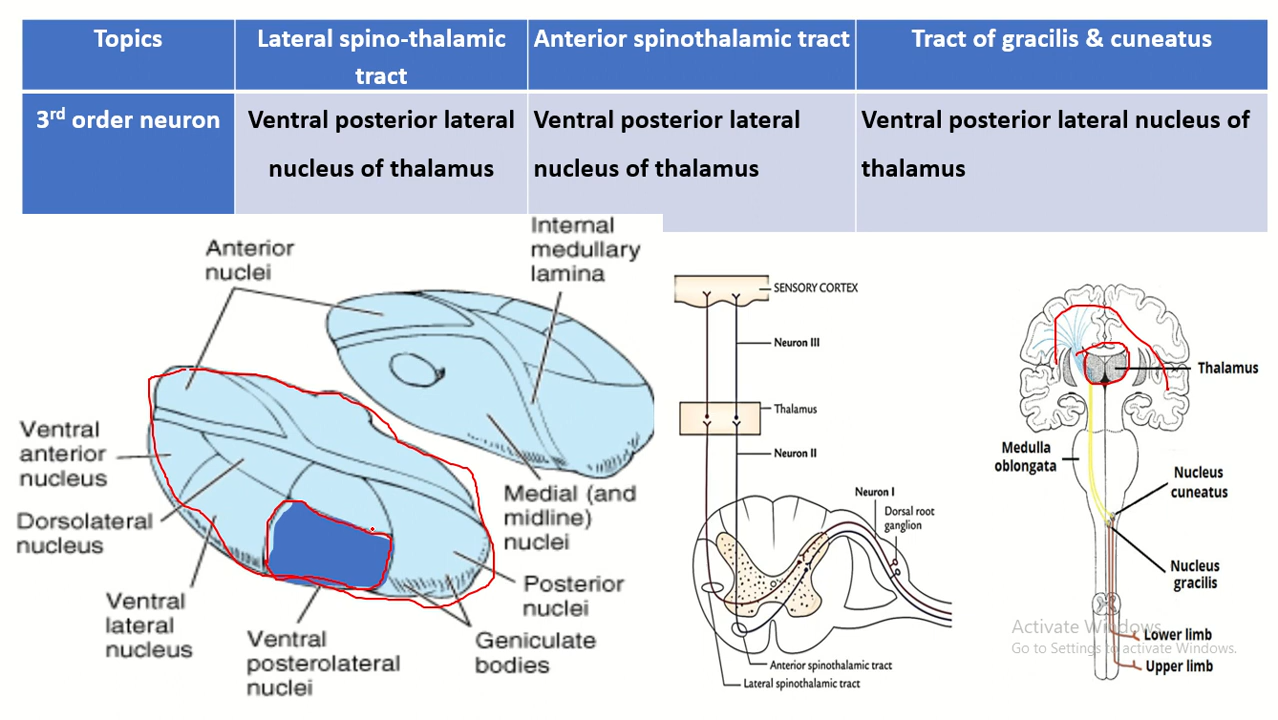 Topics
Lateral spino-thalamic
tract
Anterior spinothalamic tract
Tract of gracilis & cuneatus
3rd order neuron
Ventral posterior lateral
nucleus of thalamus
Ventral posterior lateral
nucleus of thalamus
Ventral posterior lateral nucleus of
thalamus
Anterior
nuclei
Internal
medullary
lamina
Ventral
anterior
nucleus
Dorsolateral
nucleus
Ventral
lateral
nucleus
Ventral
posterolateral
nuclei
Medial (and
midline)
nuclei
Posterior
nuclei
Geniculate
bodies
SENSORY CORTEX
Neuron III
Thalamus
Neuron II
Neuron I
Dorsal root
ganglion
Anterior spinothalamic tract
Lateral spinothalamic tract
Thalamus
Medulla
oblongata
Nucleus
cuneatus
Nucleus
gracilis
Lower limb
Upper limb
Activate Windows
Go to Settings to activate Windows.